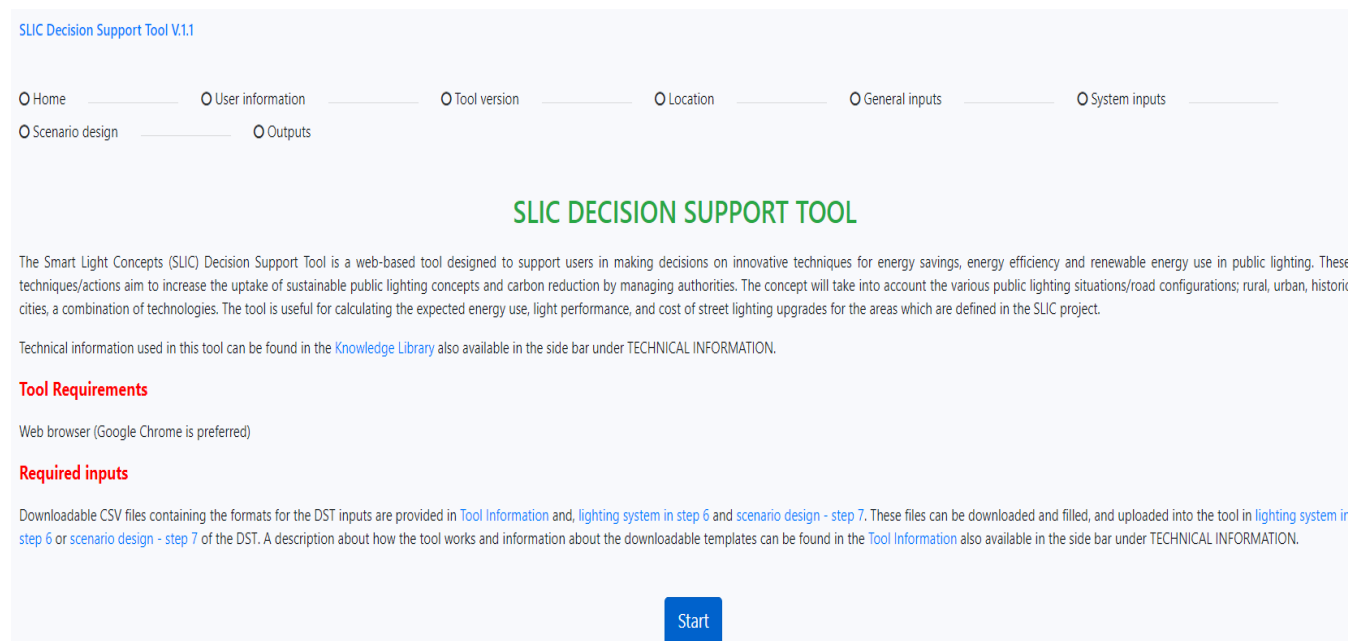 SLIC Decision Support Tool V.1.1
Home User information Tool version Location General inputs System inputs
Scenario design Outputs
SLIC DECISION SUPPORT TOOL
The Smart Light Concepts (SLIC) Decision Support Tool is a web-based tool designed to support users in making decisions on innovative techniques for energy savings, energy efficiency and renewable energy use in public lighting. These
techniques/actions aim to increase the uptake of sustainable public lighting concepts and carbon reduction by managing authorities. The concept will take into account the various public lighting situations/road configurations; rural, urban, historic
cities, a combination of technologies. The tool is useful for calculating the expected energy use, light performance, and cost of street lighting upgrades for the areas which are defined in the SLIC project.
Technical information used in this tool can be found in the Knowledge Library also available in the side bar under TECHNICAL INFORMATION.
Tool Requirements
Web browser (Google Chrome is preferred)
Required inputs
Downloadable CSV files containing the formats for the DST inputs are provided in Tool Information and, lighting system in step 6 and scenario design - step 7. These files can be downloaded and filled, and uploaded into the tool in lighting system in
step 6 or scenario design - step 7 of the DST. A description about how the tool works and information about the downloadable templates can be found in the Tool Information also available in the side bar under TECHNICAL INFORMATION.
Start